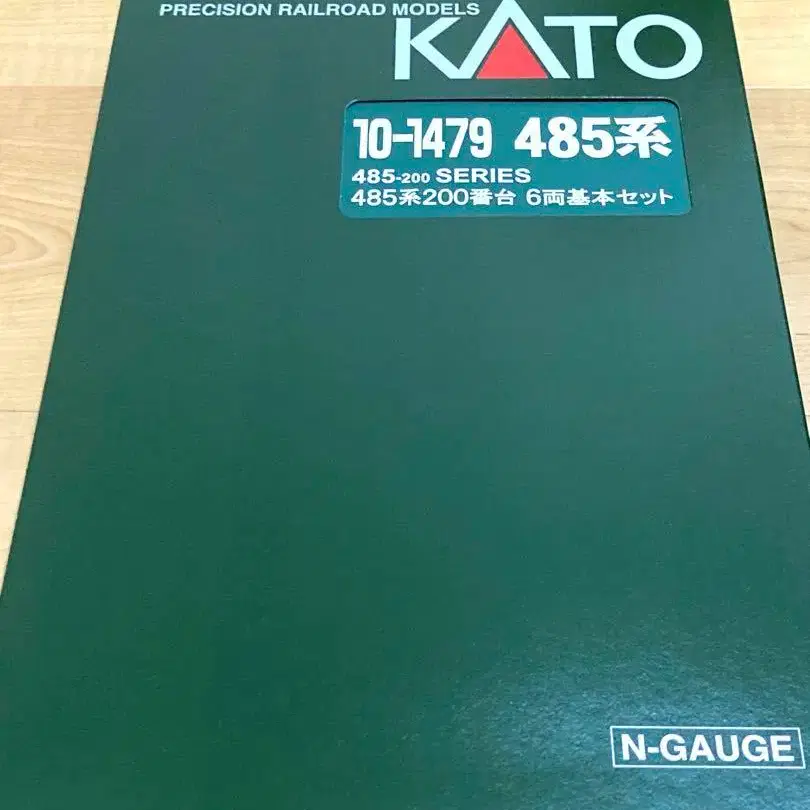 PRECISION RAILROAD MODELS
KATO
10-1479 485系
485-200 SERIES
485系200番台 6両基本セット
N-GAUGE